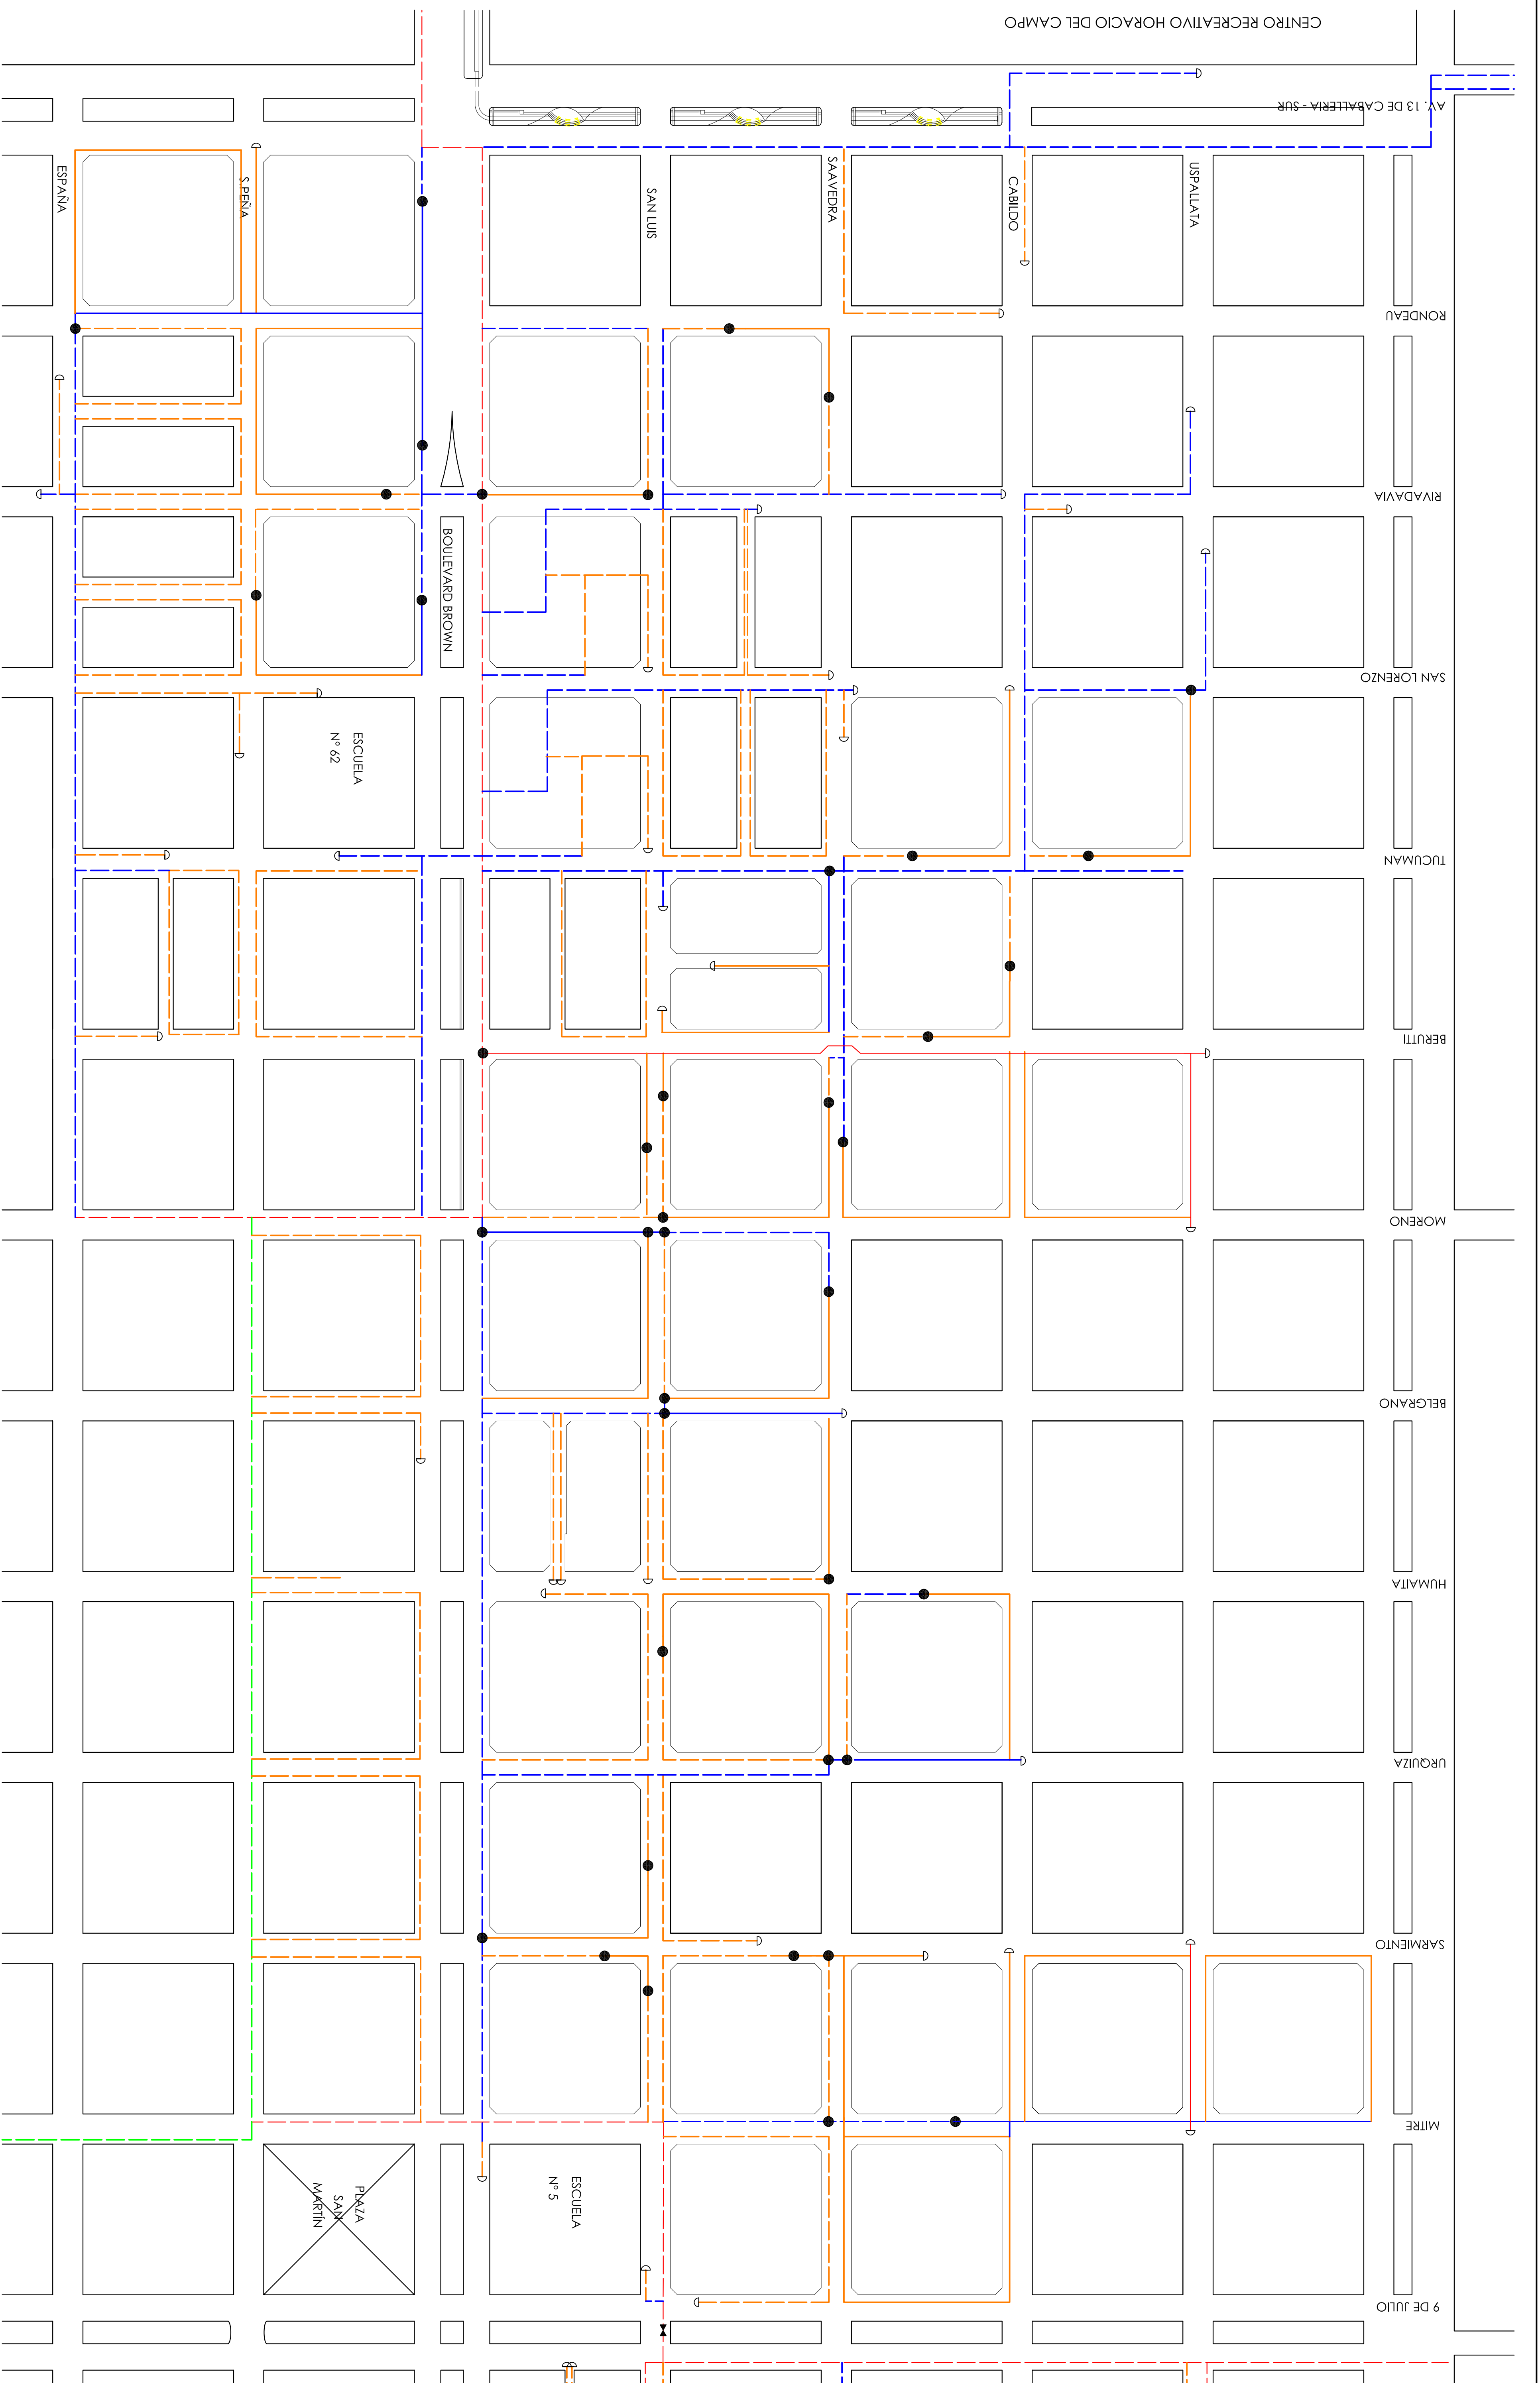 CENTRO RECREATIVO HORACIO DEL CAMPO
AV. 13 DE CABALLERIA - SUR
ESPAÑA
S.PEÑA
SAN LUIS
SAAVEDRA
CABILDO
USPALLATA
RONDEAU
RIVADAVIA
BOULEVARD BROWN
SAN LORENZO
ESCUELA
Nº 62
TUCUMAN
BERUTTI
MORENO
BELGRANO
HUMAITA
URQUIZA
SARMIENTO
MITRE
PLAZA
SAN
MARTÍN
ESCUELA
Nº 5
9 DE JULIO